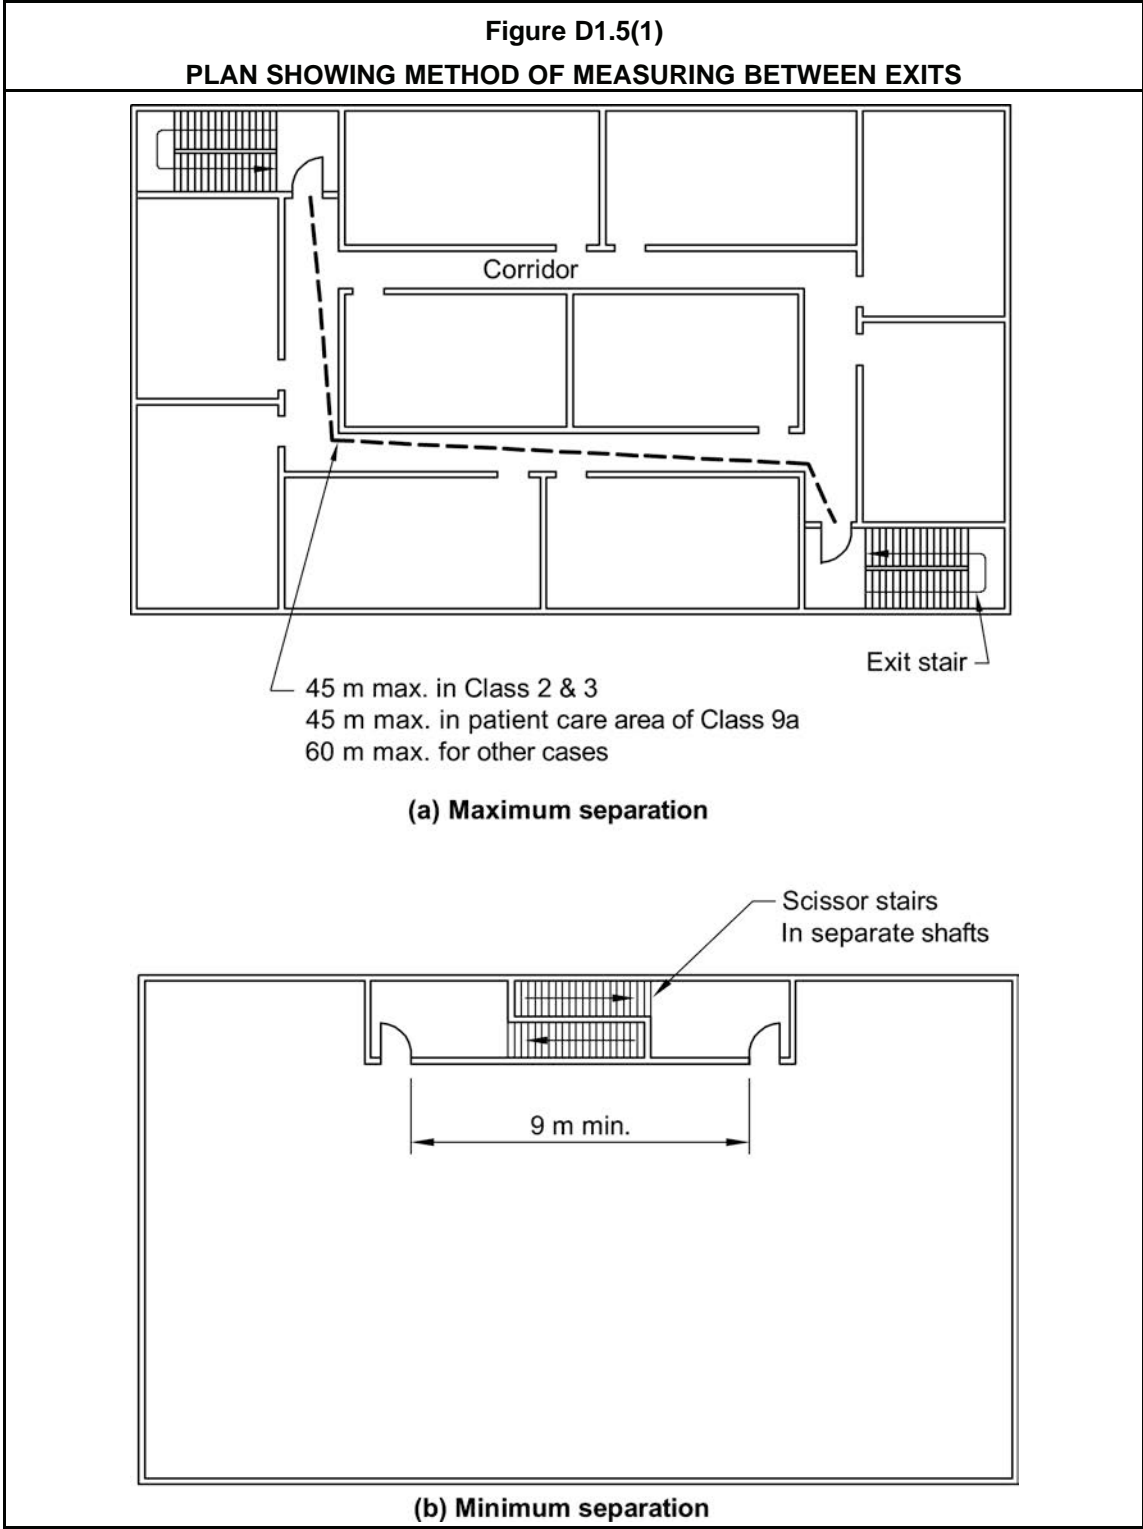 Figure D1.5(1)
PLAN SHOWING METHOD OF MEASURING BETWEEN EXITS
Corridor
Exit stair
45 m max. in Class 2 & 3
45 m max. in patient care area of Class 9a
60 m max. for other cases
(a) Maximum separation
Scissor stairs
In separate shafts
9 m min.
(b) Minimum separation